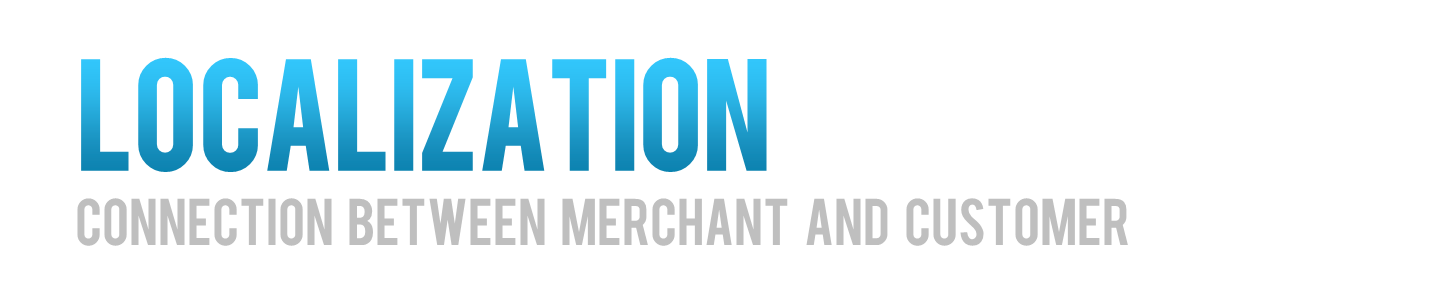 LOCALIZATION
CONNECTION BETWEEN MERCHANT AND CUSTOMER